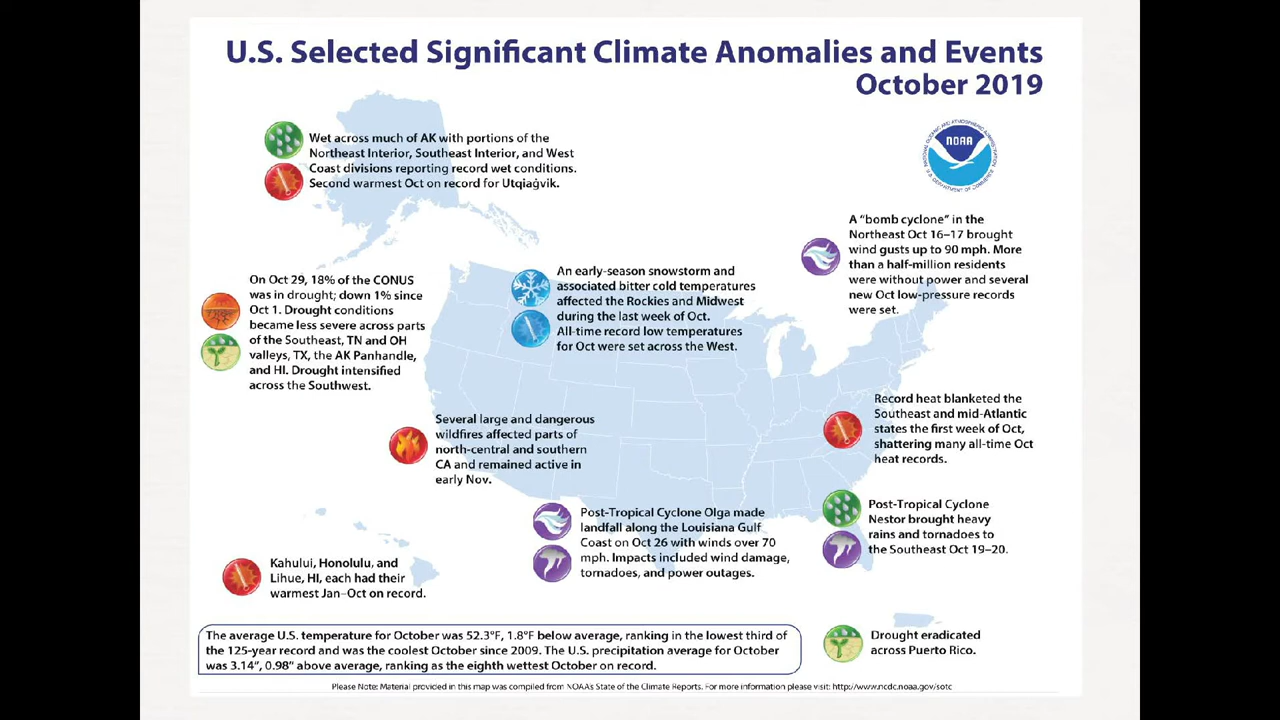 U.S. Selected Significant Climate Anomalies and Events
October 2019
NOAA
Wet across much of AK with portions of the
Northeast Interior, Southeast Interior, and West
Coast divisions reporting record wet conditions.
Second warmest Oct on record for Utqiaġvik.
A “bomb cyclone” in the
Northeast Oct 16–17 brought
wind gusts up to 90 mph. More
than a half-million residents
were without power and several
new Oct low-pressure records
were set.
An early-season snowstorm and
associated bitter cold temperatures
affected the Rockies and Midwest
during the last week of Oct.
All-time record low temperatures
for Oct were set across the West.
On Oct 29, 18% of the CONUS
was in drought; down 1% since
Oct 1. Drought conditions
became less severe across parts
of the Southeast, TN and OH
valleys, TX, the AK Panhandle,
and HI. Drought intensified
across the Southwest.
Record heat blanketed the
Southeast and mid-Atlantic
states the first week of Oct,
shattering many all-time Oct
heat records.
Several large and dangerous
wildfires affected parts of
north-central and southern
CA and remained active in
early Nov.
Post-Tropical Cyclone Olga made
landfall along the Louisiana Gulf
Coast on Oct 26 with winds over 70
mph. Impacts included wind damage,
tornadoes, and power outages.
Post-Tropical Cyclone
Nestor brought heavy
rains and tornadoes to
the Southeast Oct 19–20.
Kahului, Honolulu, and
Lihue, HI, each had their
warmest Jan–Oct on record.
Drought eradicated
across Puerto Rico.
The average U.S. temperature for October was 52.3°F, 1.8°F below average, ranking in the lowest third of
the 125-year record and was the coolest October since 2009. The U.S. precipitation average for October
was 3.14”, 0.98” above average, ranking as the eighth wettest October on record.
Please Note: Material provided in this map was compiled from NOAA's State of the Climate Reports. For more information please visit: http://www.ncdc.noaa.gov/sotc